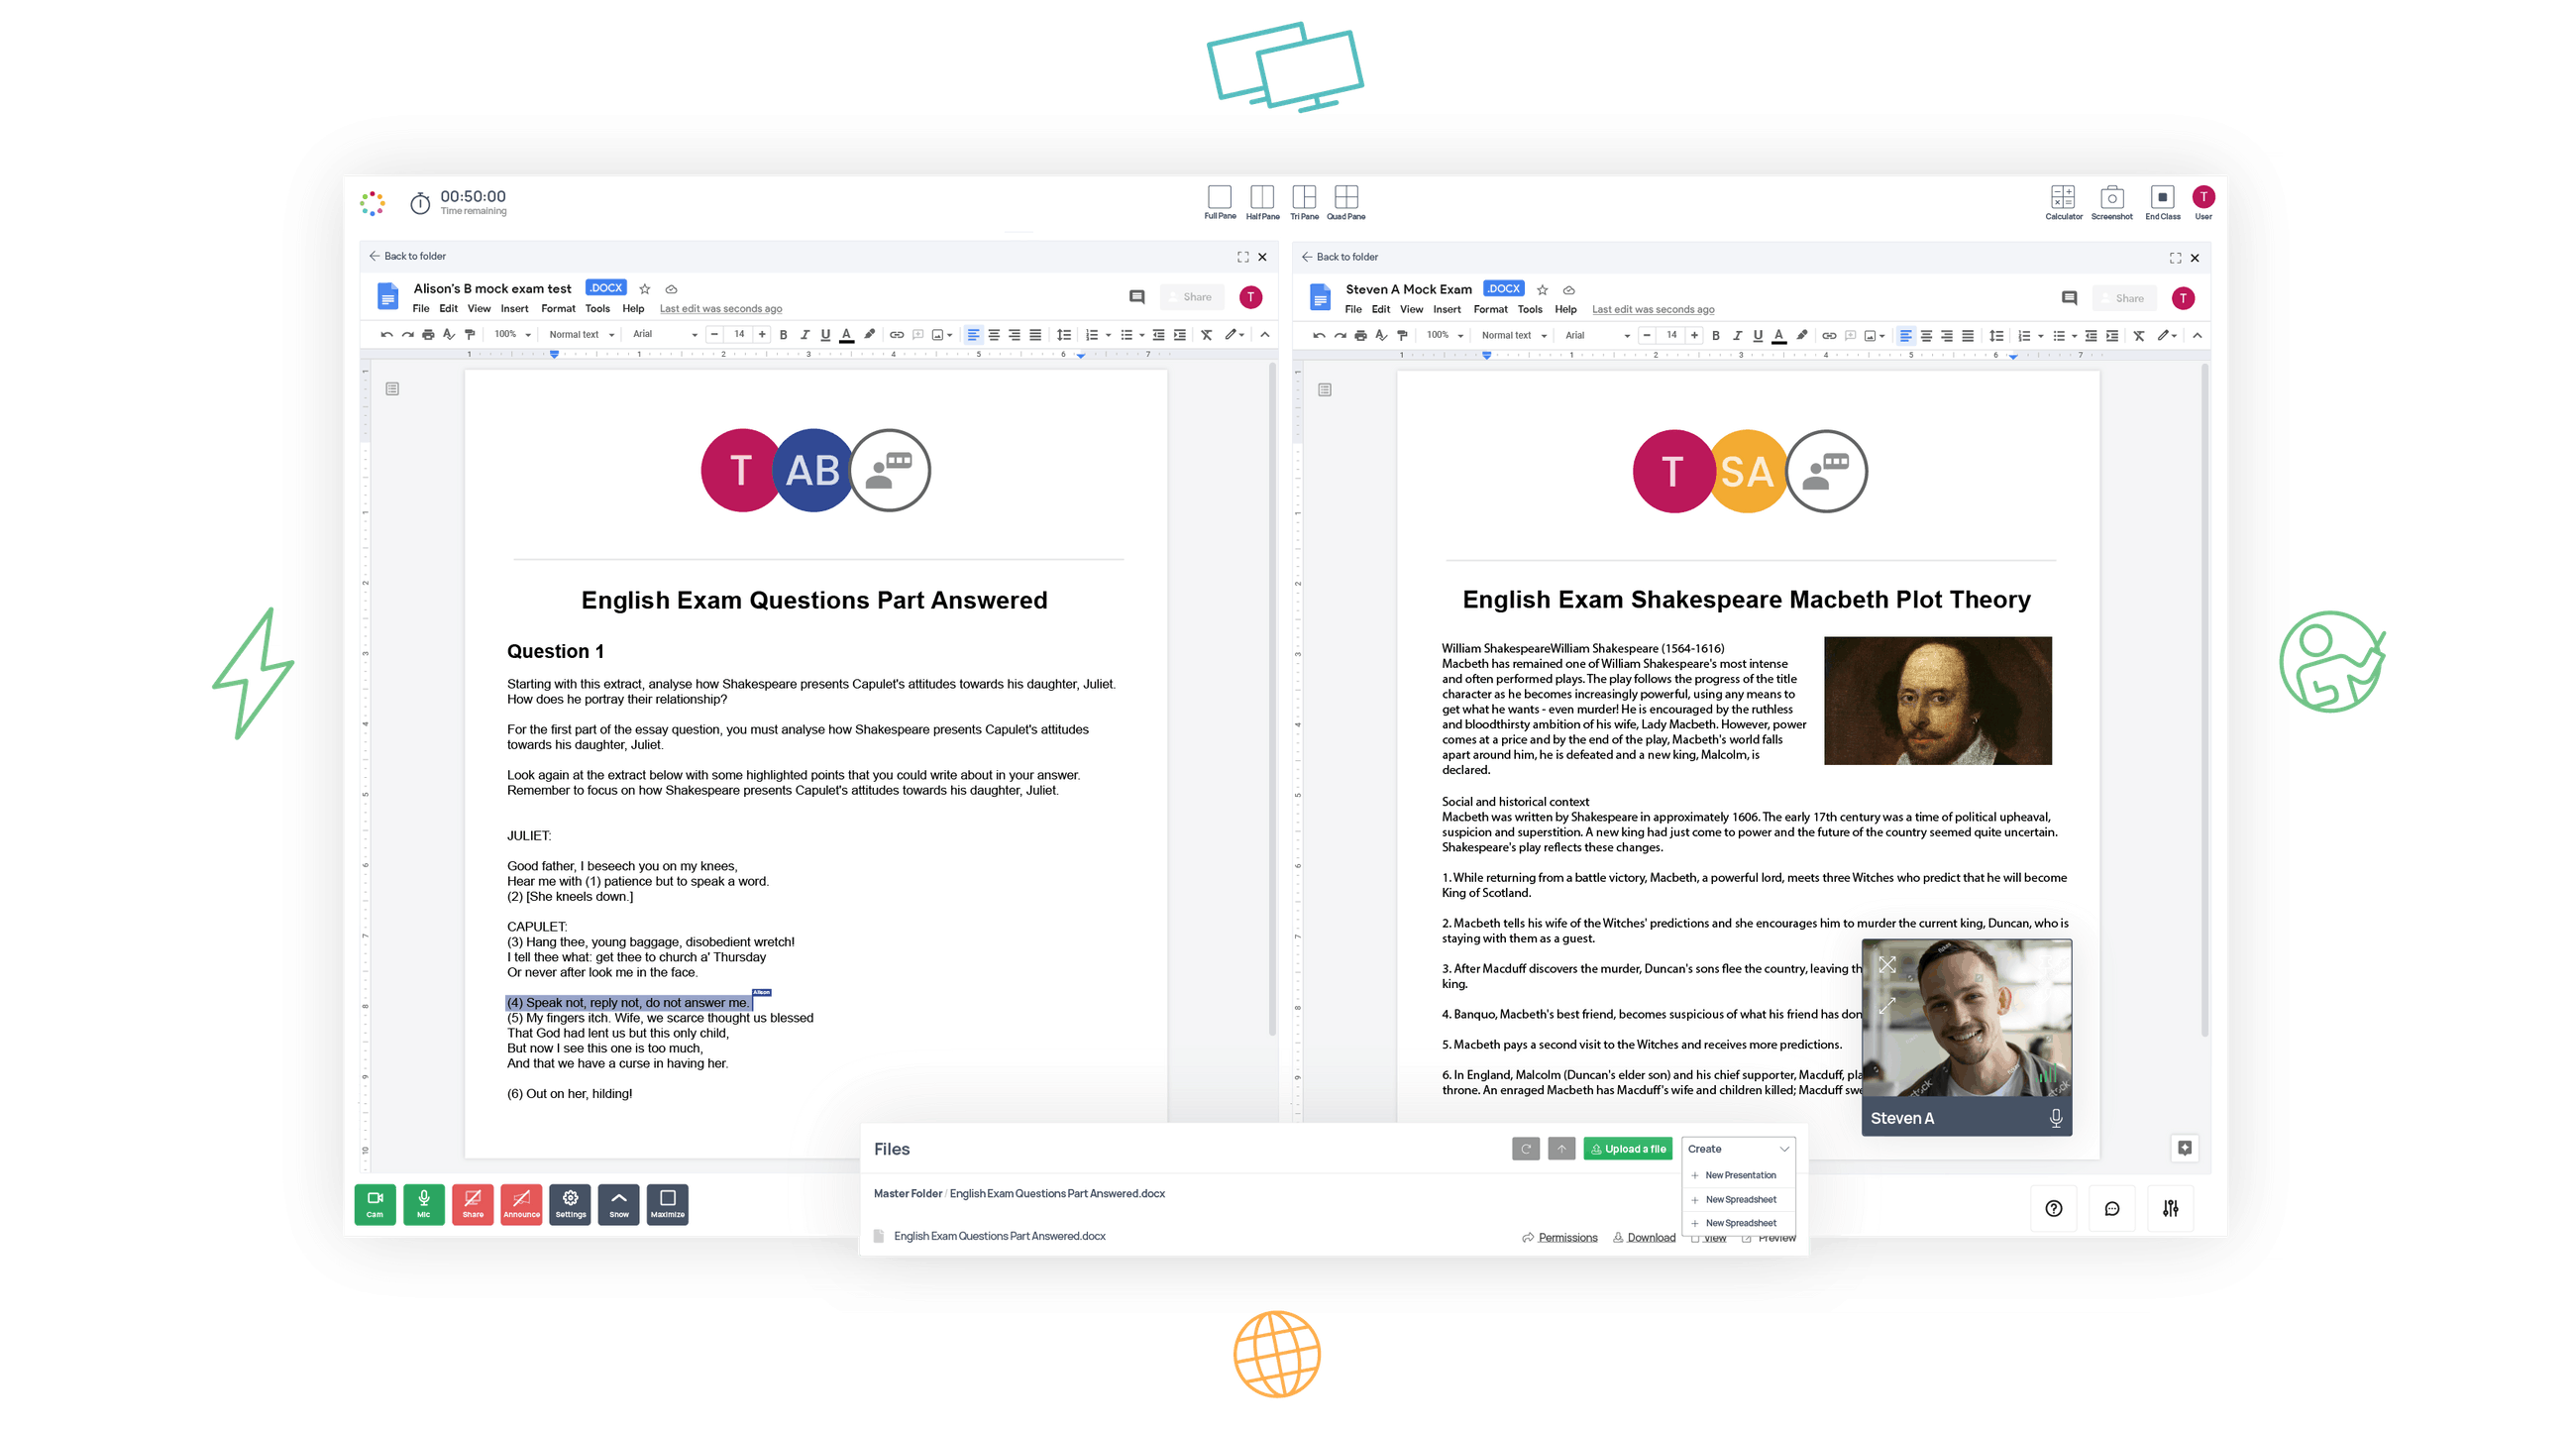 00:50:00
Time remaining
Full Pane
Half Pane
Tri Pane
Quad Pane
Calculator
Screenshot
End Class
T
User
Back to folder
Alison's B mock exam test
.DOCX
File Edit View Insert Format Tools Help Last edit was seconds ago
Share
T
100% Normal text Arial 14 B I U A
1 1 2 3 4 5 6 7
T AB
English Exam Questions Part Answered
Question 1
Starting with this extract, analyse how Shakespeare presents Capulet's attitudes towards his daughter, Juliet.
How does he portray their relationship?
For the first part of the essay question, you must analyse how Shakespeare presents Capulet's attitudes
towards his daughter, Juliet.
Look again at the extract below with some highlighted points that you could write about in your answer.
Remember to focus on how Shakespeare presents Capulet's attitudes towards his daughter, Juliet.
JULIET:
Good father, I beseech you on my knees,
Hear me with (1) patience but to speak a word.
(2) [She kneels down.]
CAPULET:
(3) Hang thee, young baggage, disobedient wretch!
I tell thee what: get thee to church a' Thursday
Or never after look me in the face.
Alison
(4) Speak not, reply not, do not answer me.
(5) My fingers itch. Wife, we scarce thought us blessed
That God had lent us but this only child,
But now I see this one is too much,
And that we have a curse in having her.
(6) Out on her, hilding!
Back to folder
Steven A Mock Exam
.DOCX
File Edit View Insert Format Tools Help Last edit was seconds ago
Share
T
100% Normal text Arial 14 B I U A
1 1 2 3 4 5 6 7
T SA
English Exam Shakespeare Macbeth Plot Theory
William ShakespeareWilliam Shakespeare (1564-1616)
Macbeth has remained one of William Shakespeare's most intense
and often performed plays. The play follows the progress of the title
character as he becomes increasingly powerful, using any means to
get what he wants - even murder! He is encouraged by the ruthless
and bloodthirsty ambition of his wife, Lady Macbeth. However, power
comes at a price and by the end of the play, Macbeth's world falls
apart around him, he is defeated and a new king, Malcolm, is
declared.
Social and historical context
Macbeth was written by Shakespeare in approximately 1606. The early 17th century was a time of political upheaval,
suspicion and superstition. A new king had just come to power and the future of the country seemed quite uncertain.
Shakespeare's play reflects these changes.
1. While returning from a battle victory, Macbeth, a powerful lord, meets three Witches who predict that he will become
King of Scotland.
2. Macbeth tells his wife of the Witches' predictions and she encourages him to murder the current king, Duncan, who is
staying with them as a guest.
3. After Macduff discovers the murder, Duncan's sons flee the country, leaving th
king.
4. Banquo, Macbeth's best friend, becomes suspicious of what his friend has don
5. Macbeth pays a second visit to the Witches and receives more predictions.
6. In England, Malcolm (Duncan's elder son) and his chief supporter, Macduff, pla
throne. An enraged Macbeth has Macduff's wife and children killed; Macduff swe
Steven A
Files
Upload a file
Create
New Presentation
New Spreadsheet
New Spreadsheet
Master Folder / English Exam Questions Part Answered.docx
English Exam Questions Part Answered.docx
Permissions
Download
View
Preview
Cam
Mic
Share
Announce
Settings
Snow
Maximize